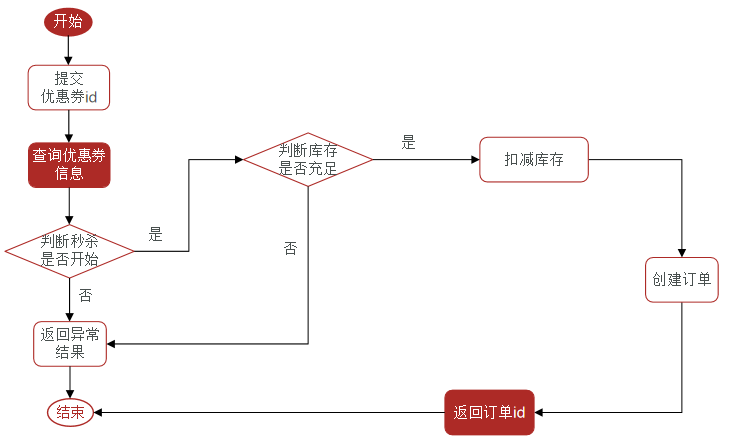 开始
提交
优惠券id
查询优惠券
信息
判断秒杀
是否开始
是
否
返回异常
结果
结束
判断库存
是否充足
是
否
扣减库存
创建订单
返回订单id